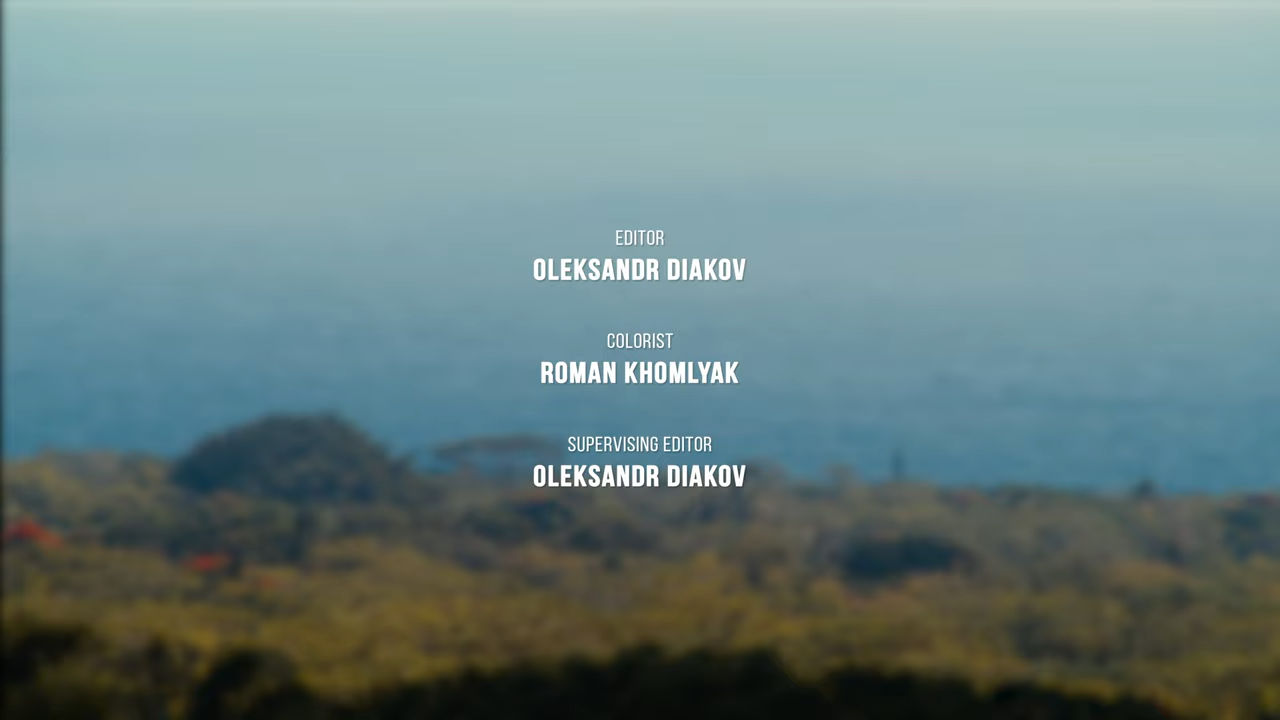 EDITOR
OLEKSANDR DIAKOV
COLORIST
ROMAN KHOMLYAK
SUPERVISING EDITOR
OLEKSANDR DIAKOV